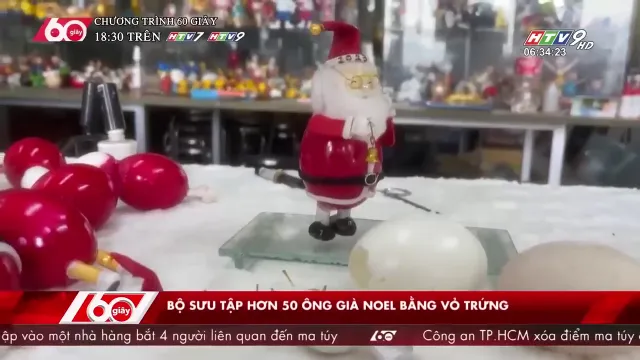 60 giây
CHƯƠNG TRÌNH 60 GIÂY
18:30 TRÊN HTV7 HTV9
HTV9 HD
06:34:23
60 giây
BỘ SƯU TẬP HƠN 50 ÔNG GIÀ NOEL BẰNG VỎ TRỨNG
ập vào một nhà hàng bắt 4 người liên quan đến ma túy 60 giây Công an TP.HCM xóa điểm ma túy